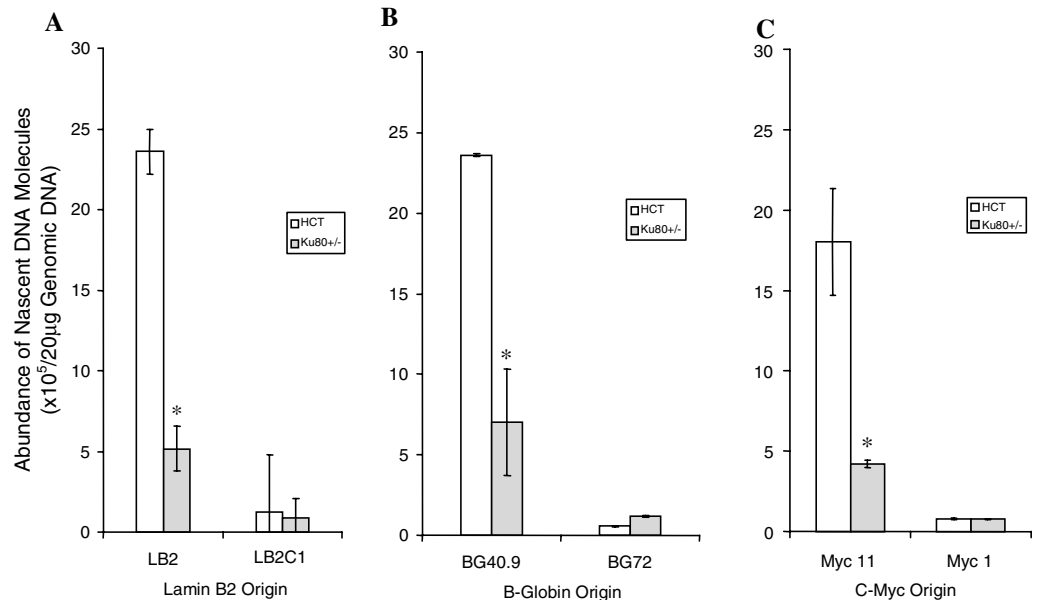 A
Abundance of Nascent DNA Molecules
(x10⁵/20µg Genomic DNA)
30
25
20
15
10
5
0
HCT
Ku80+/-
*
LB2 LB2C1
Lamin B2 Origin
B
30
25
20
15
10
5
0
HCT
Ku80+/-
*
BG40.9 BG72
B-Globin Origin
C
30
25
20
15
10
5
0
HCT
Ku80+/-
*
Myc 11 Myc 1
C-Myc Origin